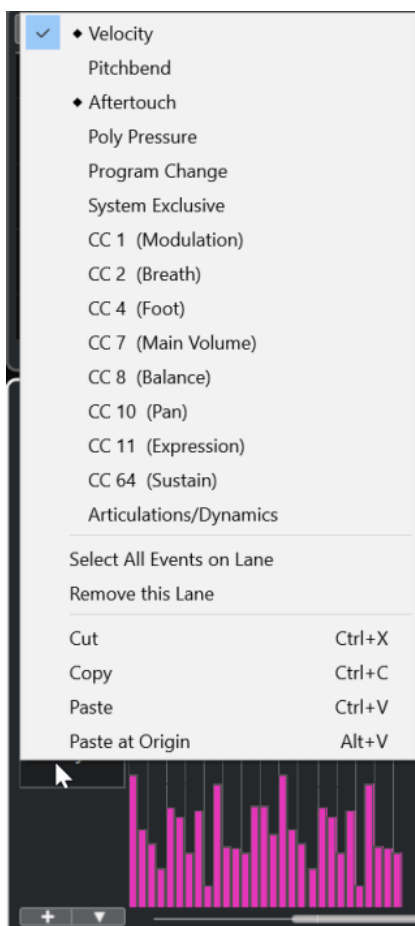 Velocity
Pitchbend
Aftertouch
Poly Pressure
Program Change
System Exclusive
CC 1 (Modulation)
CC 2 (Breath)
CC 4 (Foot)
CC 7 (Main Volume)
CC 8 (Balance)
CC 10 (Pan)
CC 11 (Expression)
CC 64 (Sustain)
Articulations/Dynamics
Select All Events on Lane
Remove this Lane
Cut Ctrl+X
Copy Ctrl+C
Paste Ctrl+V
Paste at Origin Alt+V